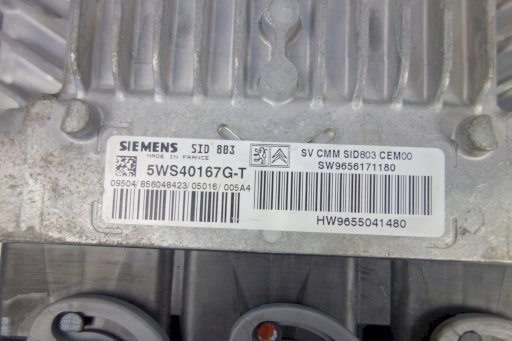 SIEMENS SID 803
MADE IN FRANCE
5WS40167G-T
09504/856048423/05016/005A4
SV CMM SID803 CEM00
SW9656171180
HW9655041480